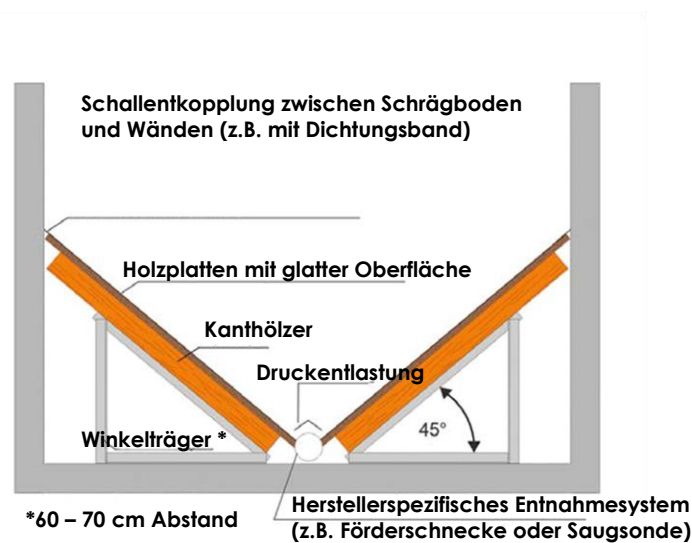 Schallentkopplung zwischen Schrägboden
und Wänden (z.B. mit Dichtungsband)
Holzplatten mit glatter Oberfläche
Kanthölzer
Druckentlastung
45°
Winkelträger *
*60 – 70 cm Abstand
Herstellerspezifisches Entnahmesystem
(z.B. Förderschnecke oder Saugsonde)